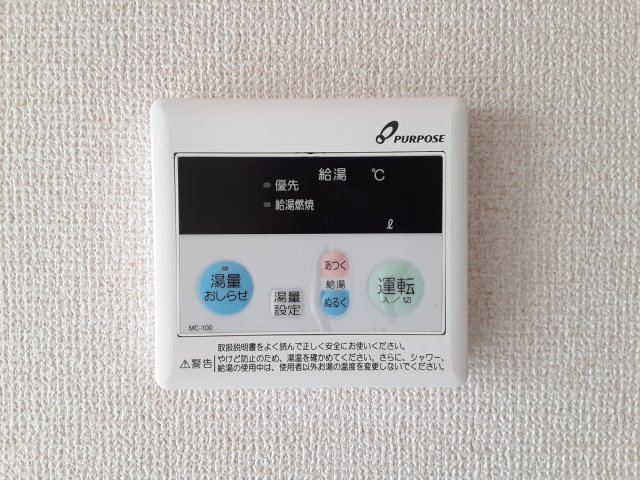 PURPOSE
給湯 ℃
優先
給湯燃焼
ℓ
湯量
おしらせ
湯量
設定
あつく
給湯
ぬるく
運転
入／切
MC-100
取扱説明書をよく読んで正しく安全にお使いください。
⚠警告
やけど防止のため、湯温を確かめてください。さらに、シャワー、
給湯の使用中は、使用者以外お湯の温度を変更しないでください。